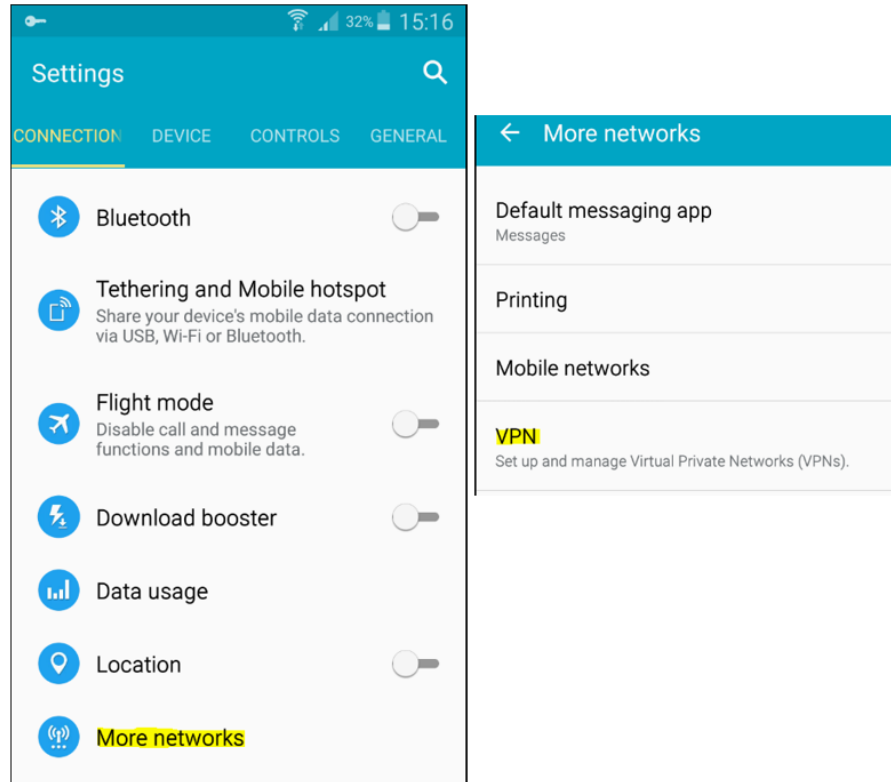 32% 15:16
Settings
CONNECTION DEVICE CONTROLS GENERAL
Bluetooth
Tethering and Mobile hotspot
Share your device's mobile data connection
via USB, Wi-Fi or Bluetooth.
Flight mode
Disable call and message
functions and mobile data.
Download booster
Data usage
Location
More networks
More networks
Default messaging app
Messages
Printing
Mobile networks
VPN
Set up and manage Virtual Private Networks (VPNs).